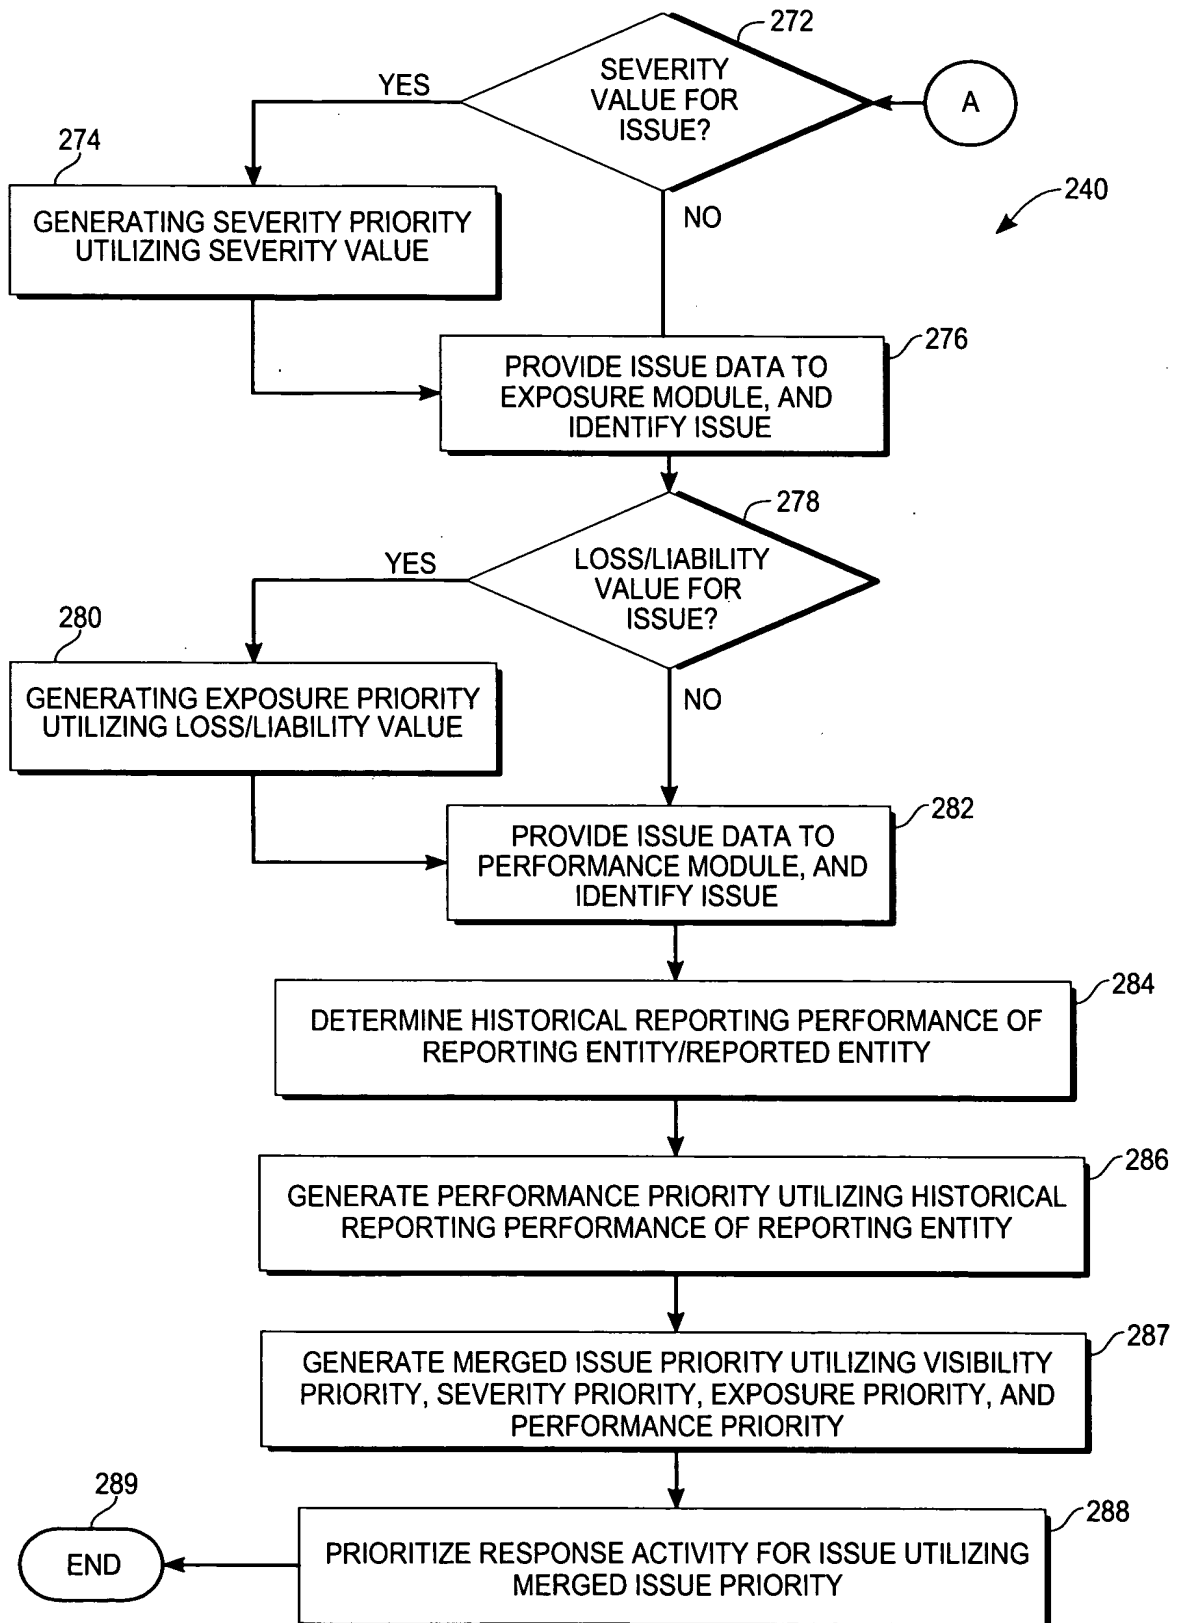 272
SEVERITY
VALUE FOR
ISSUE?
YES
A
274
GENERATING SEVERITY PRIORITY
UTILIZING SEVERITY VALUE
NO
240
276
PROVIDE ISSUE DATA TO
EXPOSURE MODULE, AND
IDENTIFY ISSUE
278
LOSS/LIABILITY
VALUE FOR
ISSUE?
YES
280
GENERATING EXPOSURE PRIORITY
UTILIZING LOSS/LIABILITY VALUE
NO
282
PROVIDE ISSUE DATA TO
PERFORMANCE MODULE, AND
IDENTIFY ISSUE
284
DETERMINE HISTORICAL REPORTING PERFORMANCE OF
REPORTING ENTITY/REPORTED ENTITY
286
GENERATE PERFORMANCE PRIORITY UTILIZING HISTORICAL
REPORTING PERFORMANCE OF REPORTING ENTITY
287
GENERATE MERGED ISSUE PRIORITY UTILIZING VISIBILITY
PRIORITY, SEVERITY PRIORITY, EXPOSURE PRIORITY, AND
PERFORMANCE PRIORITY
289
END
288
PRIORITIZE RESPONSE ACTIVITY FOR ISSUE UTILIZING
MERGED ISSUE PRIORITY